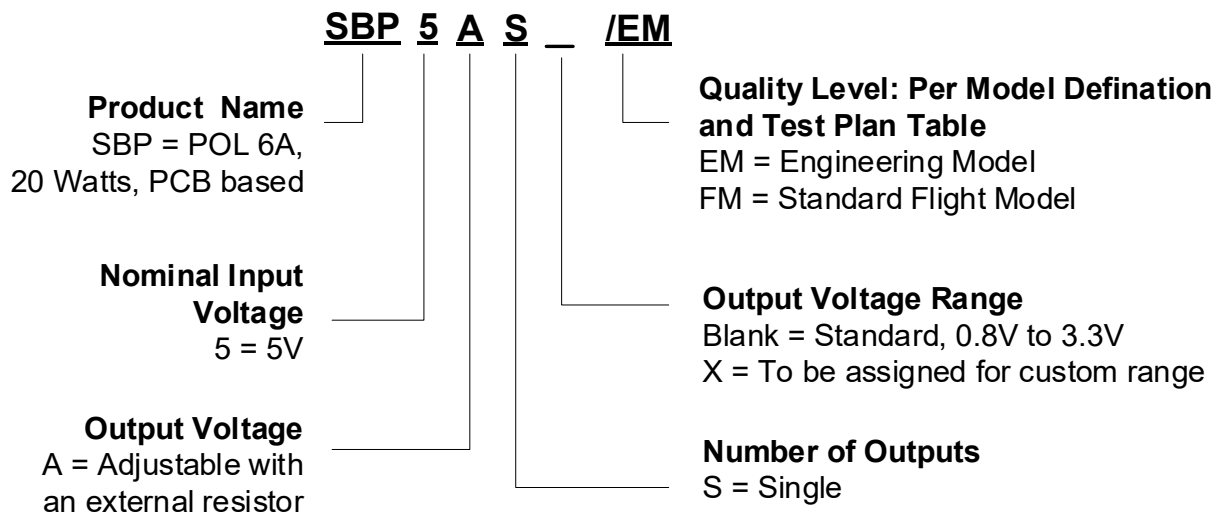 SBP 5 A S _ /EM
Product Name
SBP = POL 6A,
20 Watts, PCB based
Nominal Input
Voltage
5 = 5V
Output Voltage
A = Adjustable with
an external resistor
Quality Level: Per Model Defination
and Test Plan Table
EM = Engineering Model
FM = Standard Flight Model
Output Voltage Range
Blank = Standard, 0.8V to 3.3V
X = To be assigned for custom range
Number of Outputs
S = Single